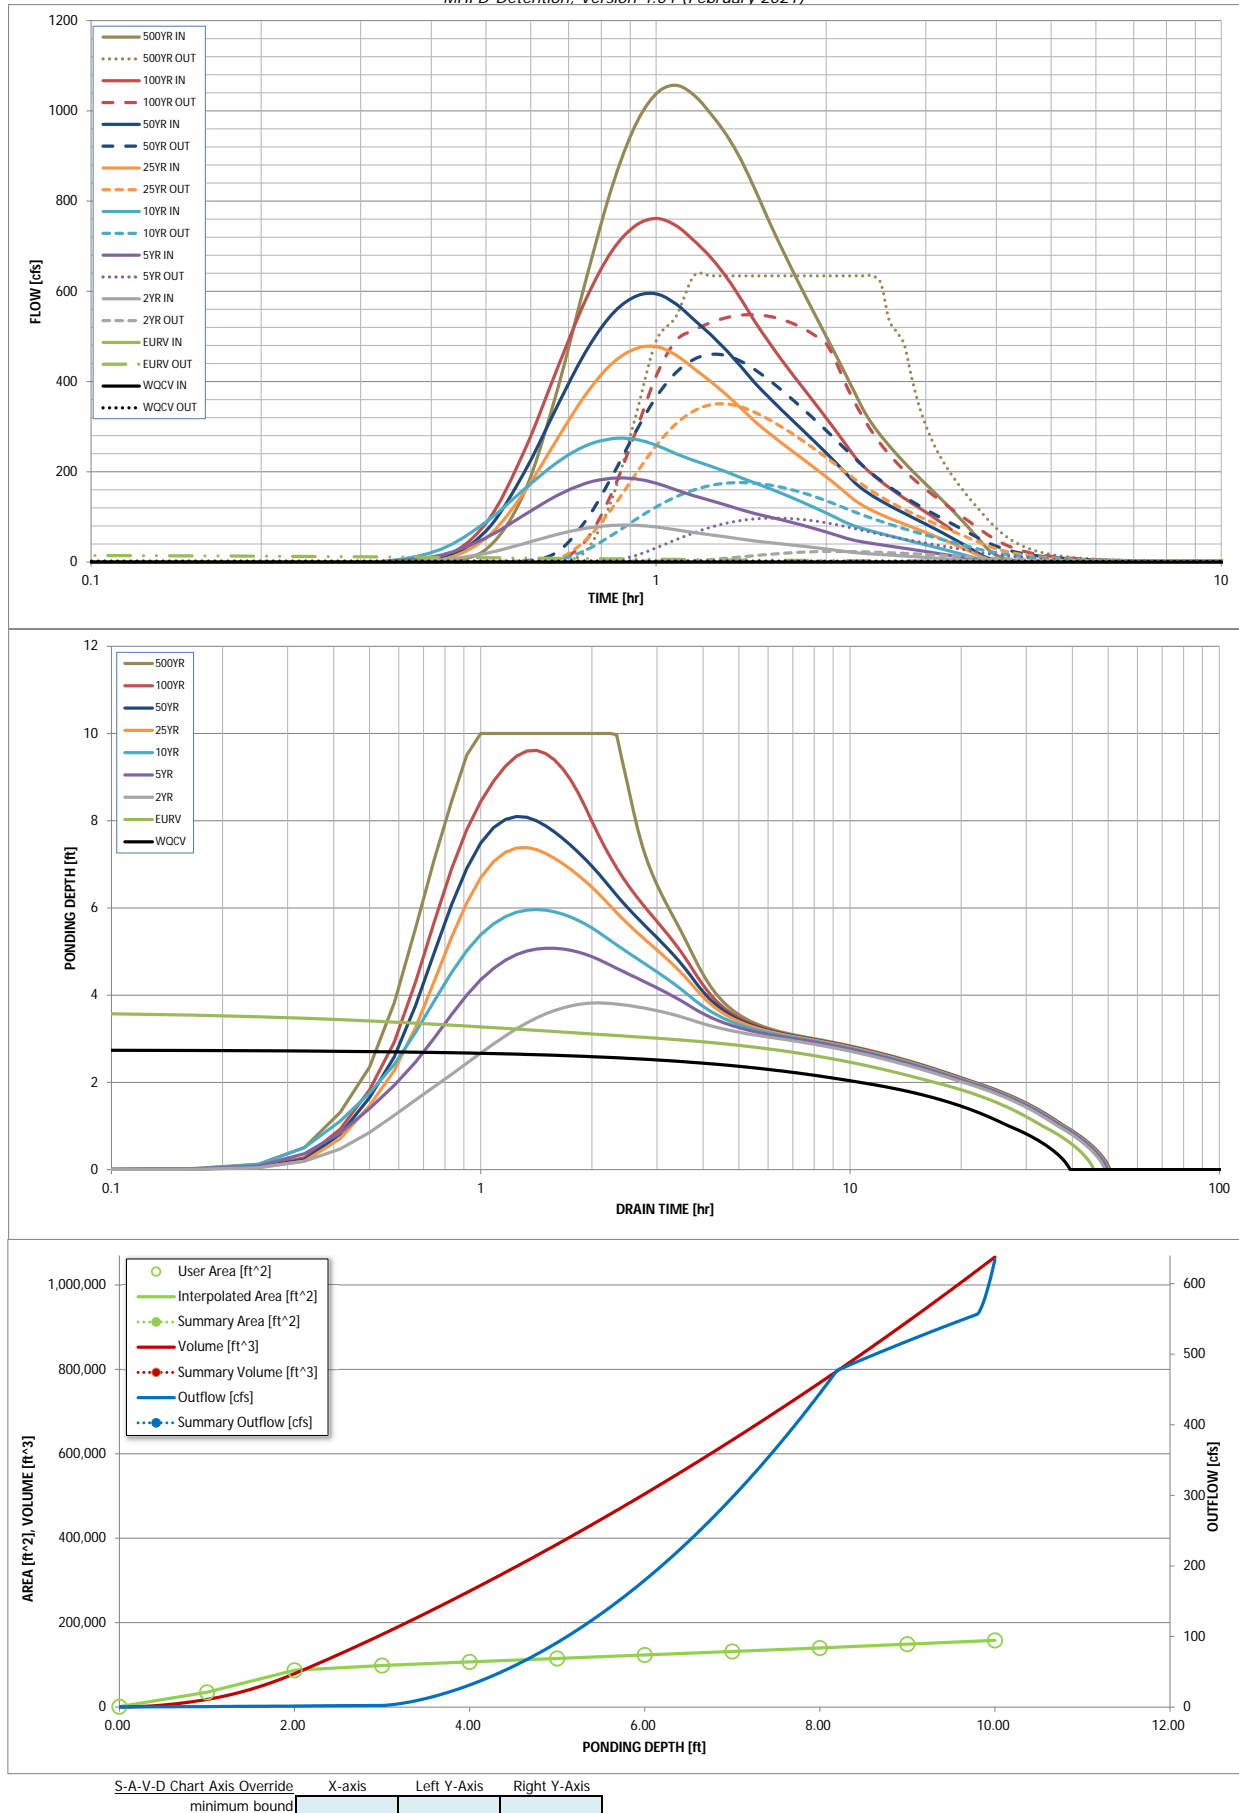 MHFD-Detention, Version 4.04 (February 2021)
1200
1000
800
600
400
200
0
FLOW [cfs]
500YR IN
500YR OUT
100YR IN
100YR OUT
50YR IN
50YR OUT
25YR IN
25YR OUT
10YR IN
10YR OUT
5YR IN
5YR OUT
2YR IN
2YR OUT
EURV IN
EURV OUT
WQCV IN
WQCV OUT
0.1
1
10
TIME [hr]
12
10
8
6
4
2
0
PONDING DEPTH [ft]
500YR
100YR
50YR
25YR
10YR
5YR
2YR
EURV
WQCV
0.1
1
10
100
DRAIN TIME [hr]
1,000,000
800,000
600,000
400,000
200,000
0
AREA [ft^2], VOLUME [ft^3]
User Area [ft^2]
Interpolated Area [ft^2]
Summary Area [ft^2]
Volume [ft^3]
Summary Volume [ft^3]
Outflow [cfs]
Summary Outflow [cfs]
600
500
400
300
200
100
0
OUTFLOW [cfs]
0.00
2.00
4.00
6.00
8.00
10.00
12.00
PONDING DEPTH [ft]
S-A-V-D Chart Axis Override X-axis Left Y-Axis Right Y-Axis
minimum bound